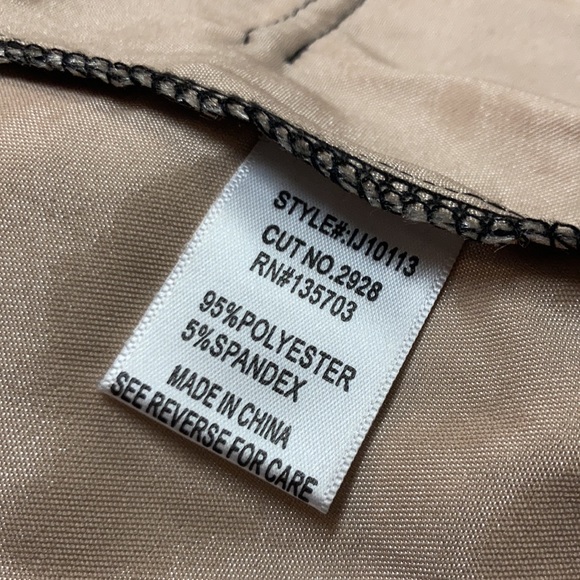 STYLE#:IJ10113
CUT NO.2928
RN#135703
95%POLYESTER
5%SPANDEX
MADE IN CHINA
SEE REVERSE FOR CARE